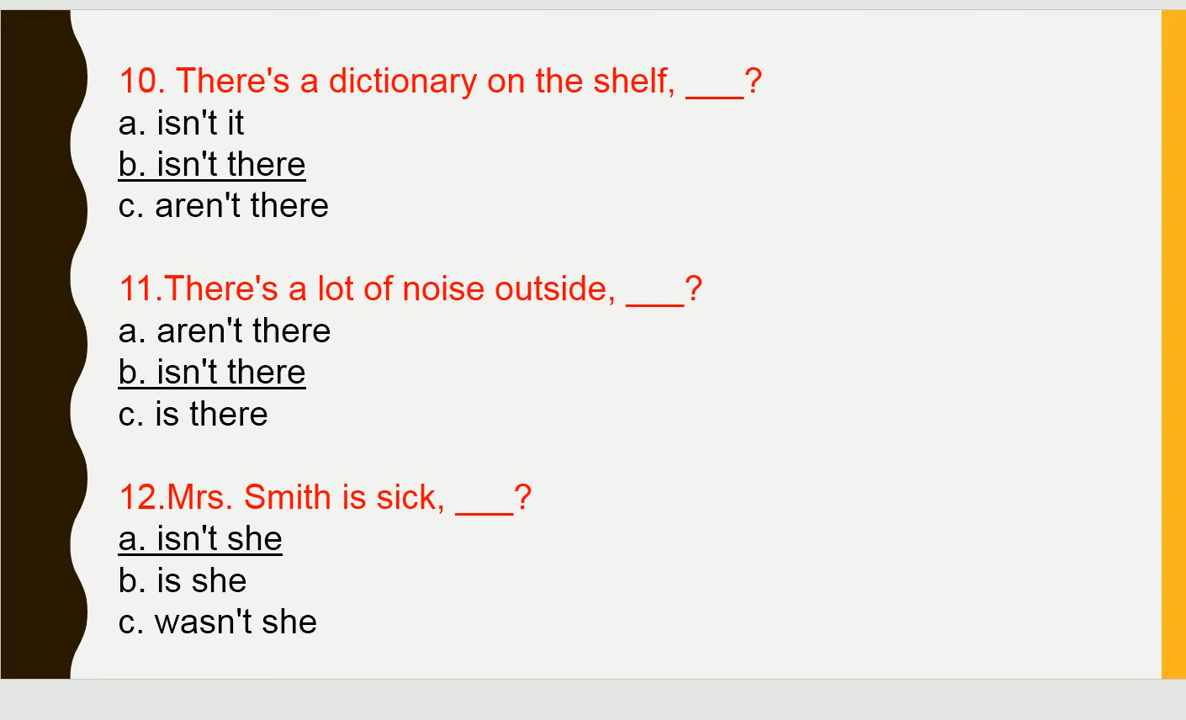 10. There's a dictionary on the shelf, ___?
a. isn't it
b. isn't there
c. aren't there
11.There's a lot of noise outside, ___?
a. aren't there
b. isn't there
c. is there
12.Mrs. Smith is sick, ___?
a. isn't she
b. is she
c. wasn't she